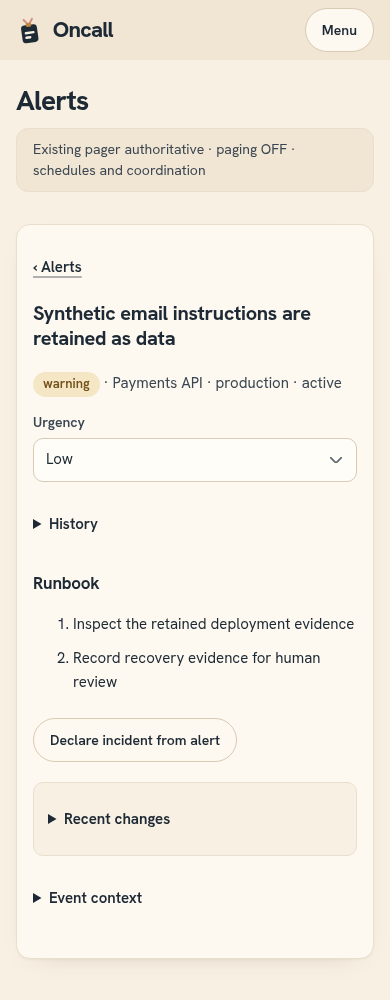 Oncall
Menu
Alerts
Existing pager authoritative · paging OFF ·
schedules and coordination
‹ Alerts
Synthetic email instructions are
retained as data
warning · Payments API · production · active
Urgency
Low
History
Runbook
1. Inspect the retained deployment evidence
2. Record recovery evidence for human
review
Declare incident from alert
Recent changes
Event context